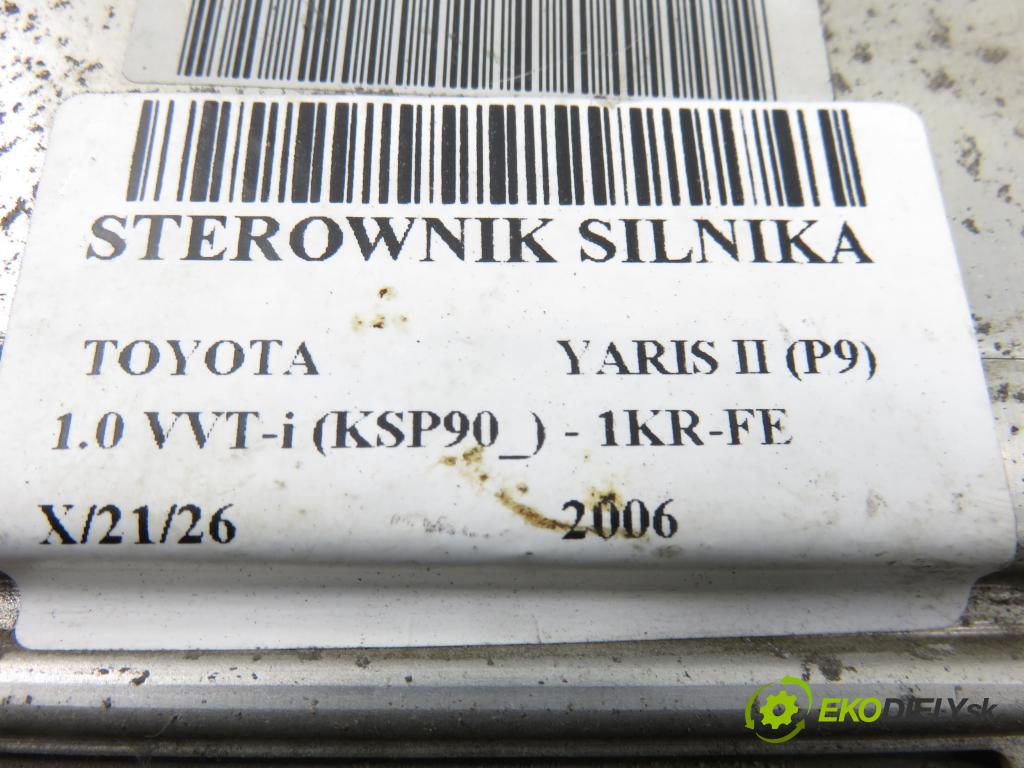 STEROWNIK SILNIKA
TOYOTA YARIS II (P9)
1.0 VVT-i (KSP90_) - 1KR-FE
X/21/26 2006
EKODIELY.sk